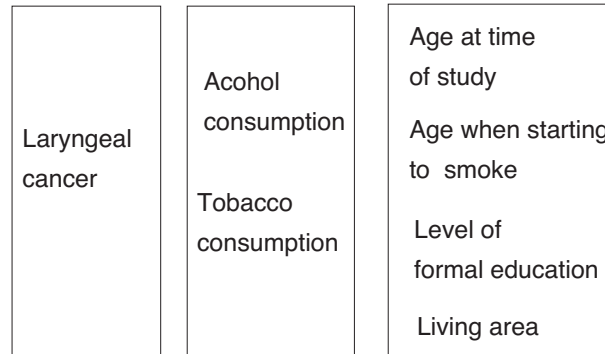 Laryngeal
cancer
Acohol
consumption
Tobacco
consumption
Age at time
of study
Age when starting
to smoke
Level of
formal education
Living area